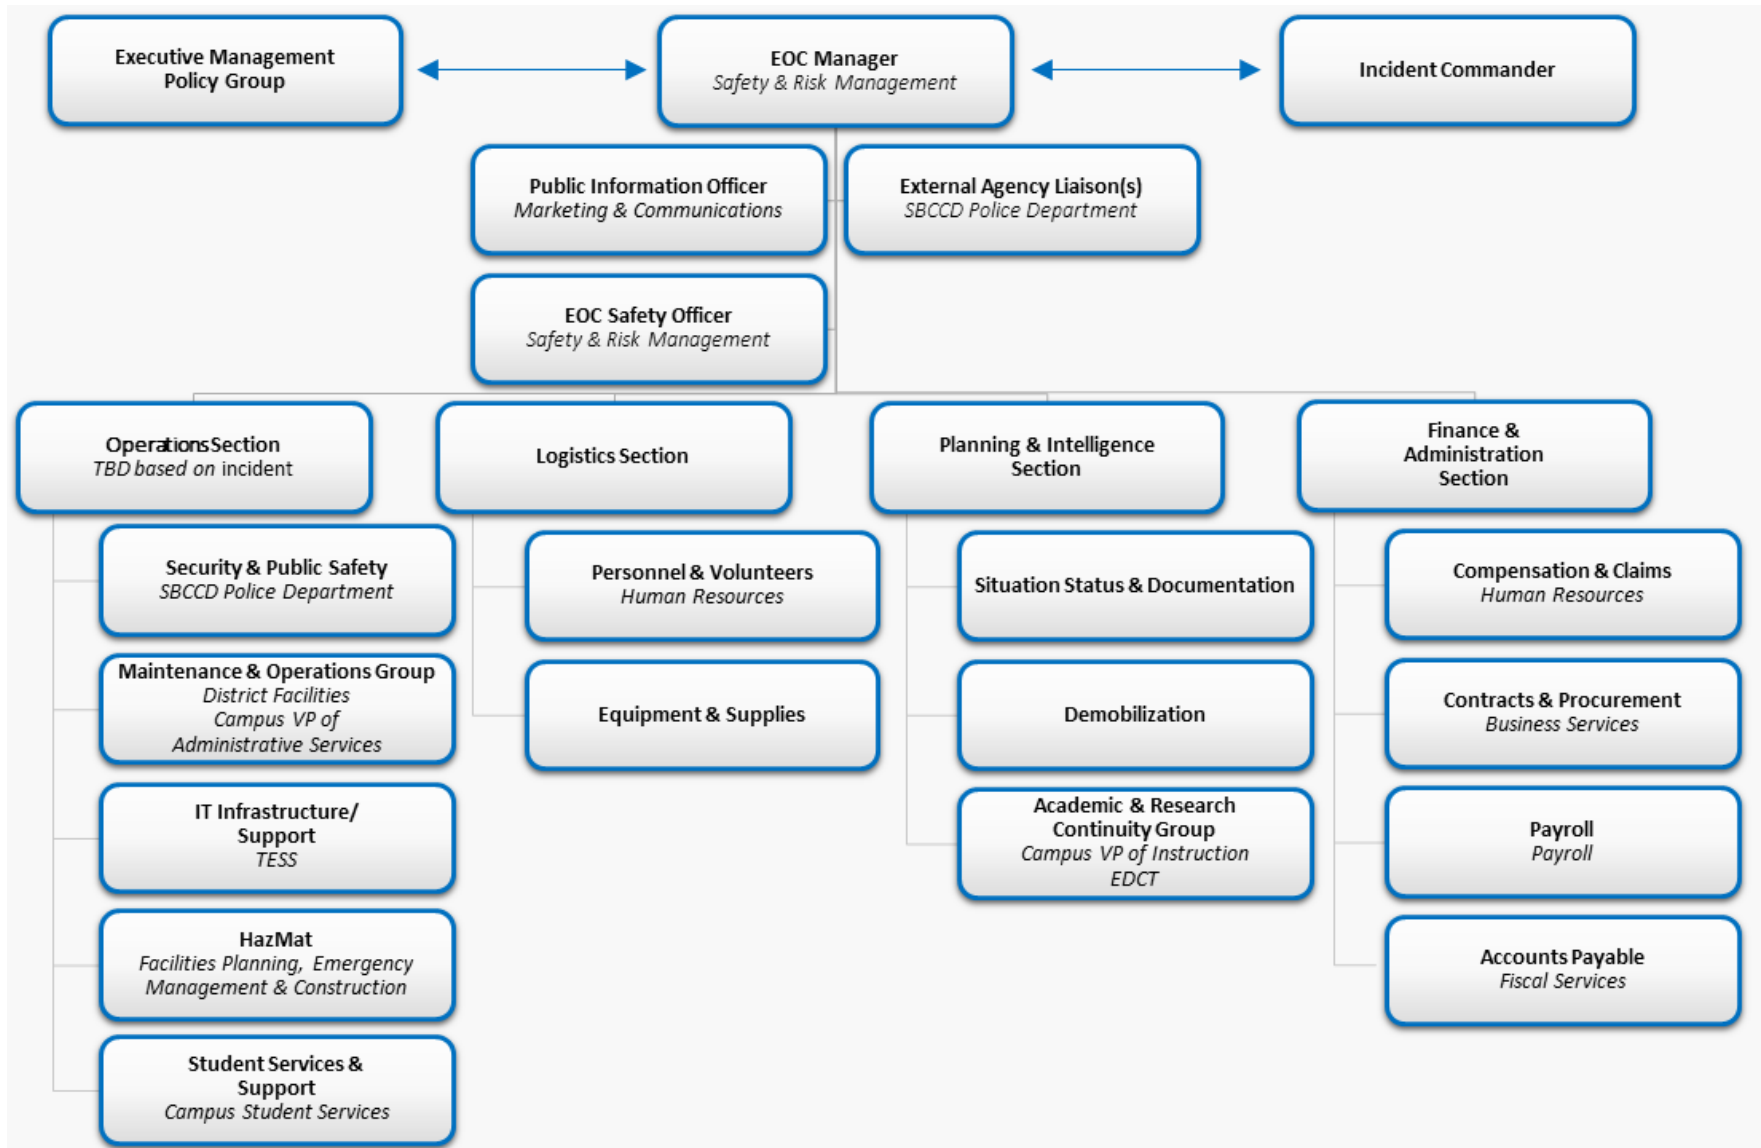 Executive Management
Policy Group
EOC Manager
Safety & Risk Management
Incident Commander
Public Information Officer
Marketing & Communications
External Agency Liaison(s)
SBCCD Police Department
EOC Safety Officer
Safety & Risk Management
Operations Section
TBD based on incident
Logistics Section
Planning & Intelligence
Section
Finance &
Administration
Section
Security & Public Safety
SBCCD Police Department
Maintenance & Operations Group
District Facilities
Campus VP of
Administrative Services
IT Infrastructure/
Support
TESS
HazMat
Facilities Planning, Emergency
Management & Construction
Student Services &
Support
Campus Student Services
Personnel & Volunteers
Human Resources
Equipment & Supplies
Situation Status & Documentation
Demobilization
Academic & Research
Continuity Group
Campus VP of Instruction
EDCT
Compensation & Claims
Human Resources
Contracts & Procurement
Business Services
Payroll
Payroll
Accounts Payable
Fiscal Services